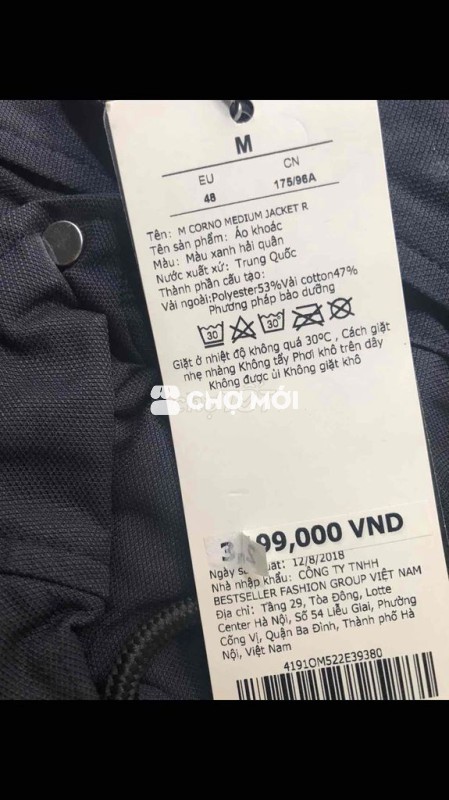 M
EU
CN
48
175/96A
Tên: M CORNO MEDIUM JACKET R
Tên sản phẩm: Áo khoác
Màu: Màu xanh hải quân
Nước xuất xứ: Trung Quốc
Thành phần cấu tạo:
Vải ngoài:Polyester53%Vải cotton47%
Phương pháp bảo dưỡng
30 30
Giặt ở nhiệt độ không quá 30ºC , Cách giặt
nhẹ nhàng Không tẩy Phơi khô trên dây
Không được ủi Không giặt khô
CHỢ MỚI
99,000 VND
Ngày 12/8/2018
Nhà nhập khẩu: CÔNG TY TNHH
BESTSELLER FASHION GROUP VIỆT NAM
Địa chỉ: Tầng 29, Tòa Đông, Lotte
Center Hà Nội, Số 54 Liễu Giai, Phường
Cống Vị, Quận Ba Đình, Thành phố Hà
Nội, Việt Nam
4191OM522E39380